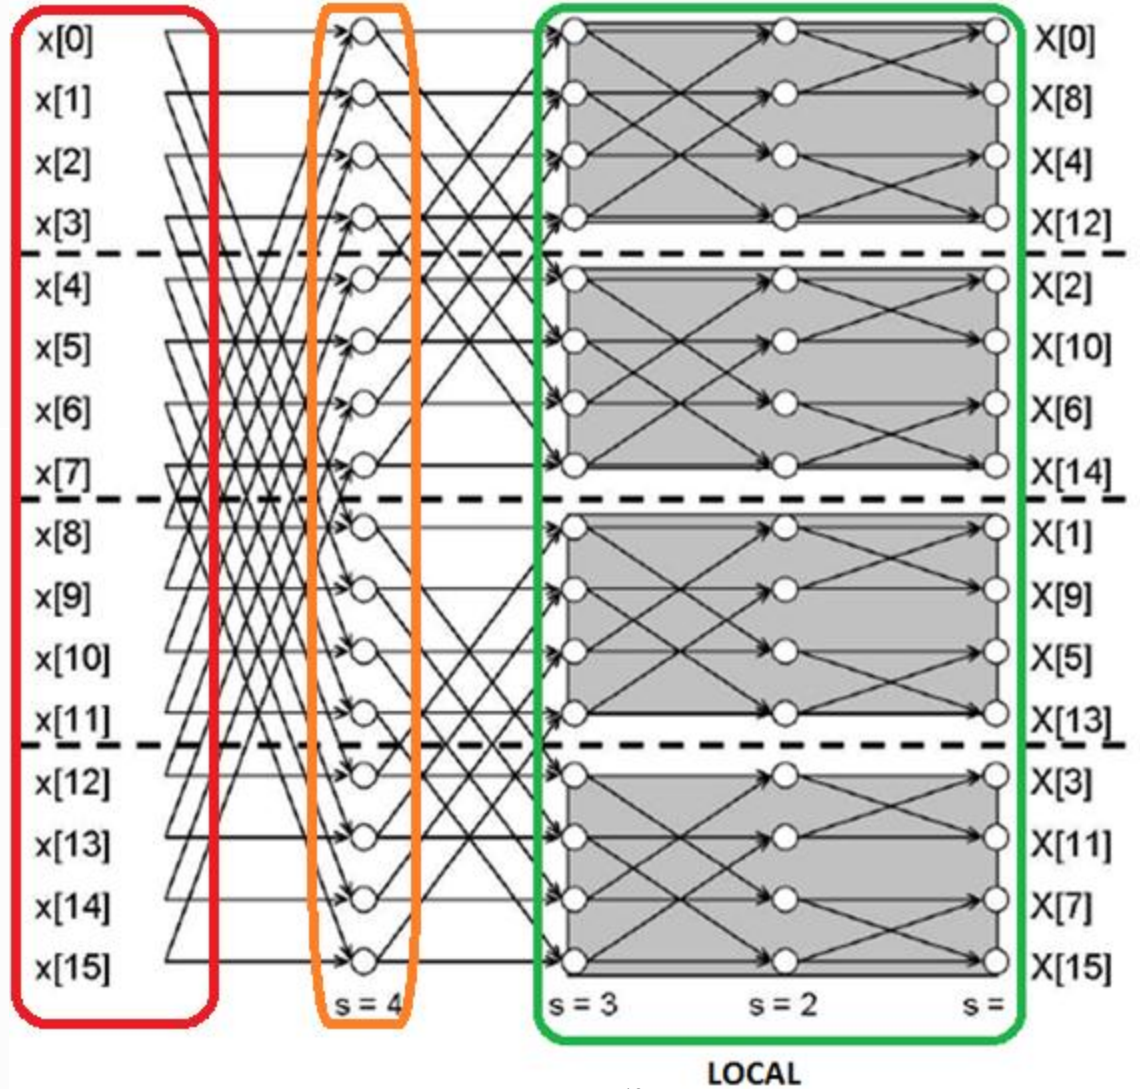 x[0] X[0]
x[1] X[8]
x[2] X[4]
x[3] X[12]
x[4] X[2]
x[5] X[10]
x[6] X[6]
x[7] X[14]
x[8] X[1]
x[9] X[9]
x[10] X[5]
x[11] X[13]
x[12] X[3]
x[13] X[11]
x[14] X[7]
x[15] X[15]
s = 4 s = 3 s = 2 s =
LOCAL